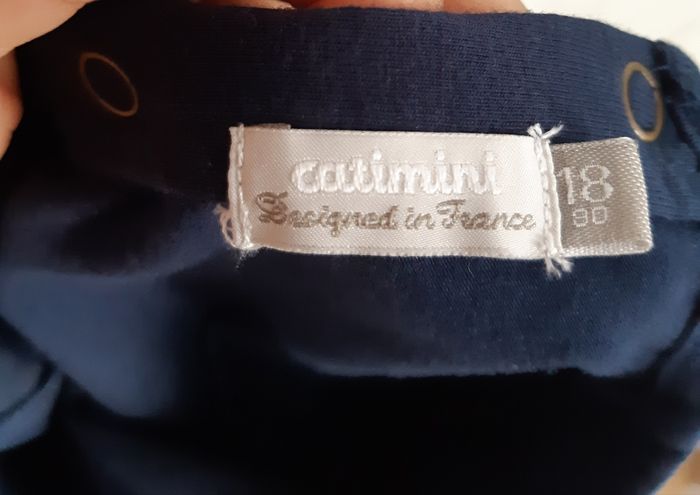 catimini
Designed in France
18
80